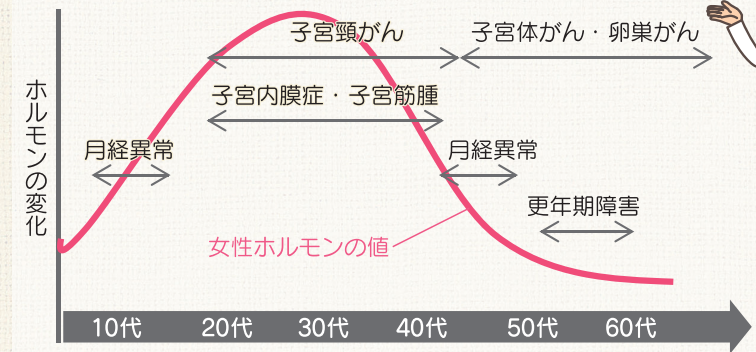 子宮頸がん
子宮体がん・卵巣がん
子宮内膜症・子宮筋腫
月経異常
月経異常
更年期障害
女性ホルモンの値
ホルモンの変化
10代
20代
30代
40代
50代
60代